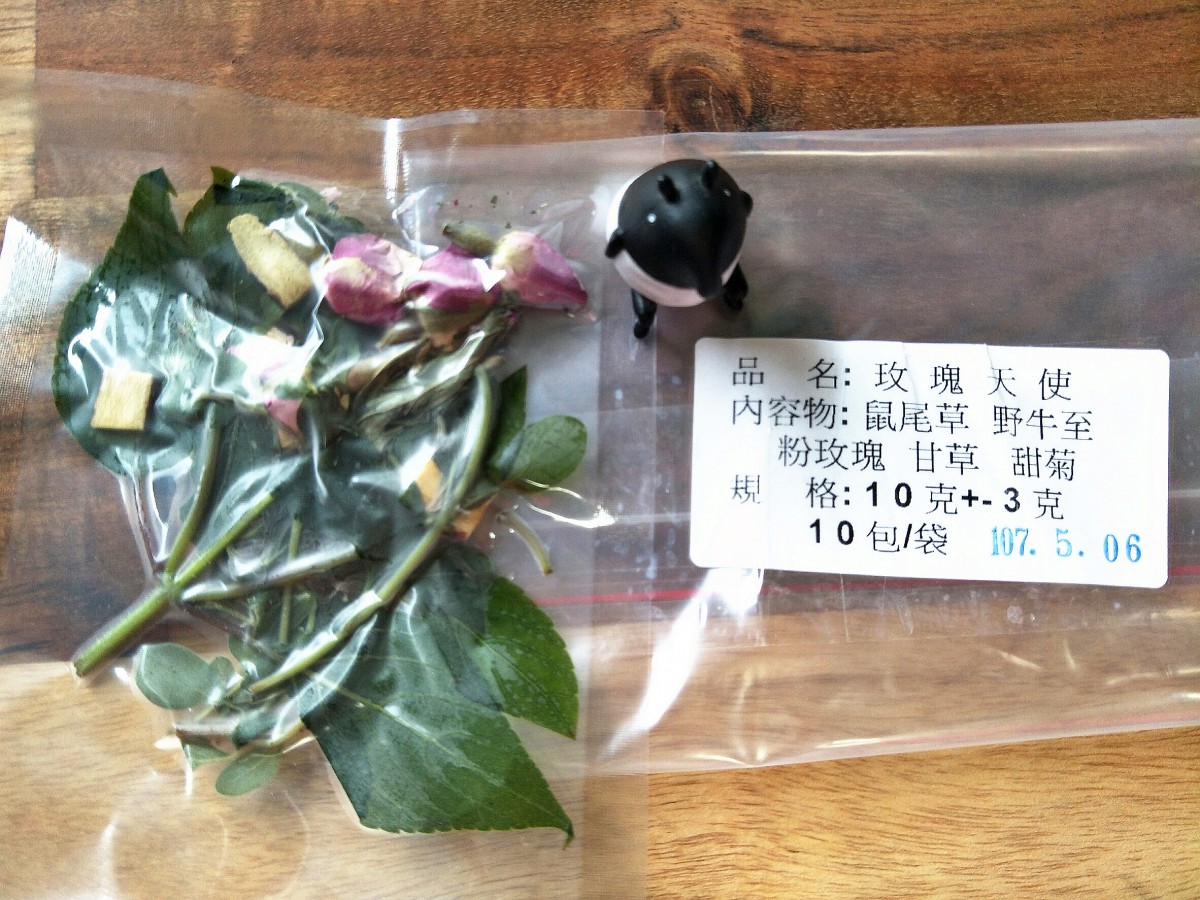 品 名: 玫瑰天使
內容物: 鼠尾草 野牛至
粉玫瑰 甘草 甜菊
規 格: 10克+-3克
10包/袋 107.5.06